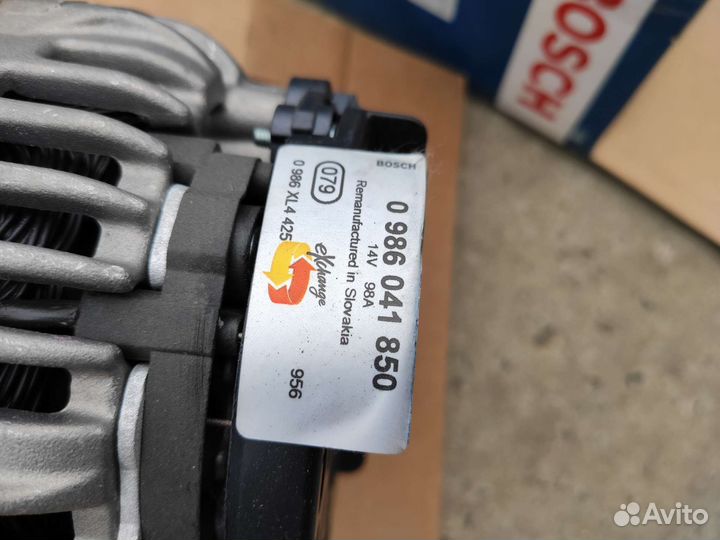 BOSCH
0 986 041 850
14V 98A
Remanufactured in Slovakia
eXchange
956
079
0 986 XL4 425
BOSCH
Avito